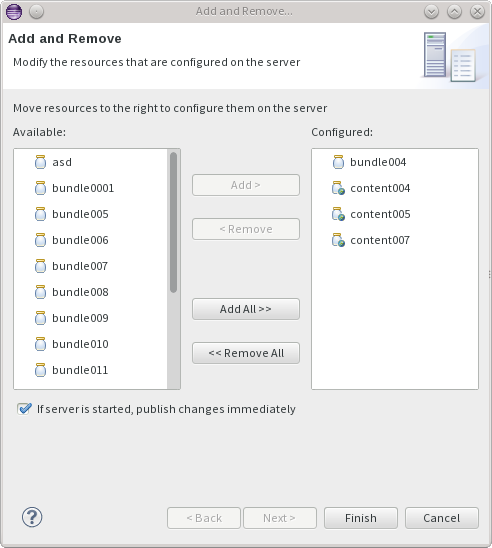 Add and Remove...
Add and Remove
Modify the resources that are configured on the server
Move resources to the right to configure them on the server
Available:
Configured:
asd
bundle0001
bundle005
bundle006
bundle007
bundle008
bundle009
bundle010
bundle011
Add >
< Remove
Add All >>
<< Remove All
bundle004
content004
content005
content007
If server is started, publish changes immediately
?
< Back
Next >
Finish
Cancel